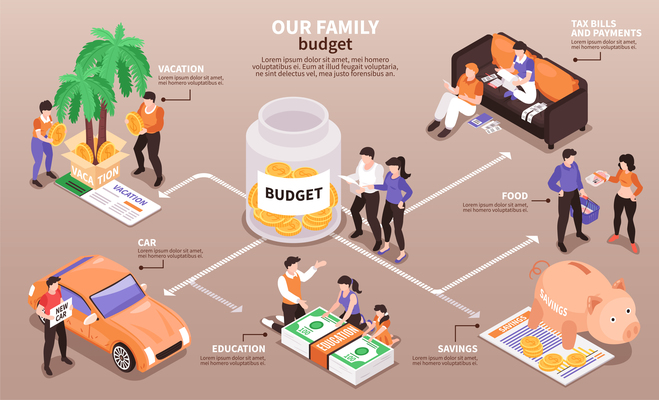 OUR FAMILY
budget
Lorem ipsum dolor sit amet, mei homero
voluptatibus ei. Eum at illum feugait voluptaria,
ne sint delectus vel, mea justo forensibus an.
TAX BILLS
AND PAYMENTS
Lorem ipsum dolor sit amet,
mei homero voluptatibus ei.
VACATION
Lorem ipsum dolor sit amet,
mei homero voluptatibus ei.
VACATION
VACATION
BUDGET
FOOD
Lorem ipsum dolor sit amet,
mei homero voluptatibus ei.
CAR
Lorem ipsum dolor sit amet,
mei homero voluptatibus ei.
NEW
CAR
SAVINGS
SAVINGS
EDUCATION
EDUCATION
Lorem ipsum dolor sit amet,
mei homero voluptatibus ei.
SAVINGS
Lorem ipsum dolor sit amet,
mei homero voluptatibus ei.